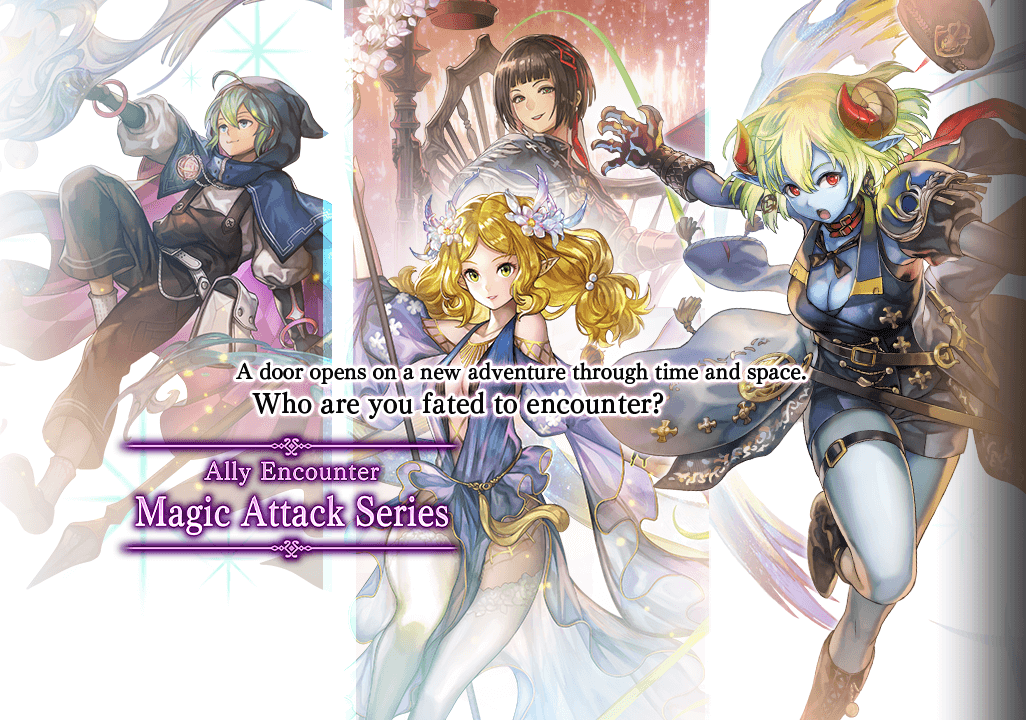 A door opens on a new adventure through time and space.
Who are you fated to encounter?
Ally Encounter
Magic Attack Series